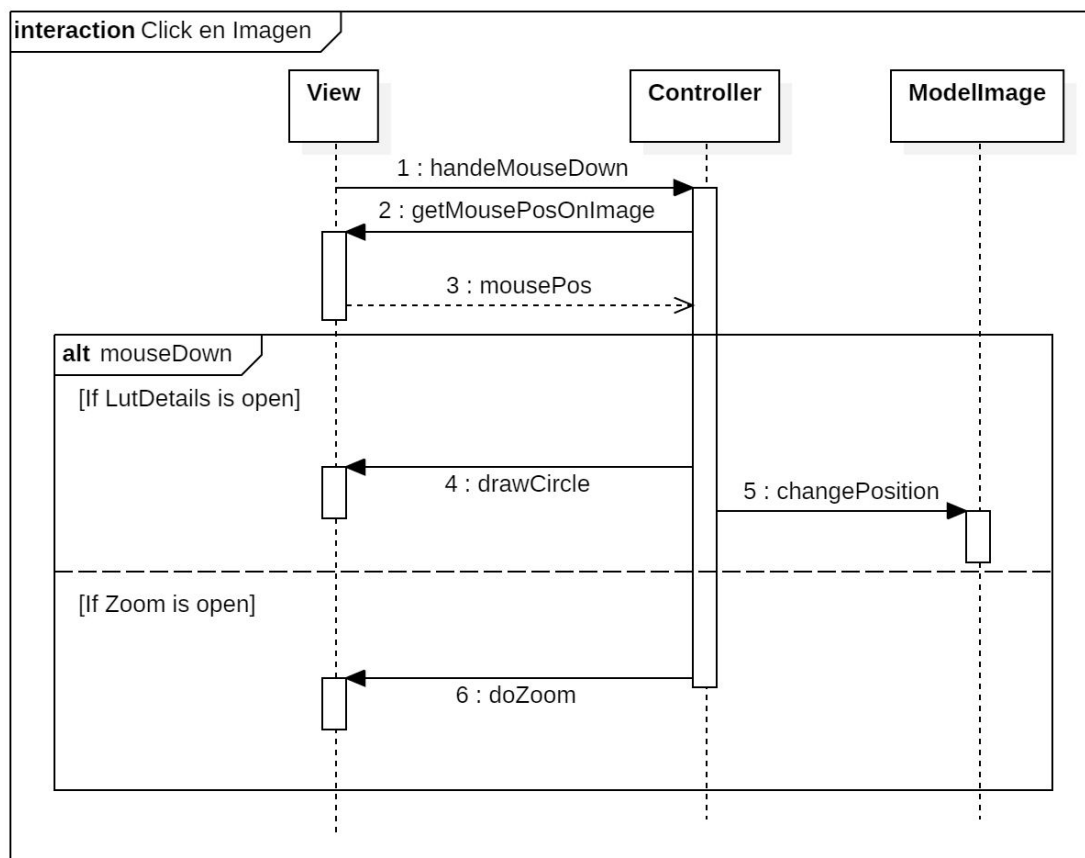 interaction Click en Imagen
View
Controller
ModelImage
1 : handeMouseDown
2 : getMousePosOnImage
3 : mousePos
alt mouseDown
[If LutDetails is open]
4 : drawCircle
5 : changePosition
[If Zoom is open]
6 : doZoom